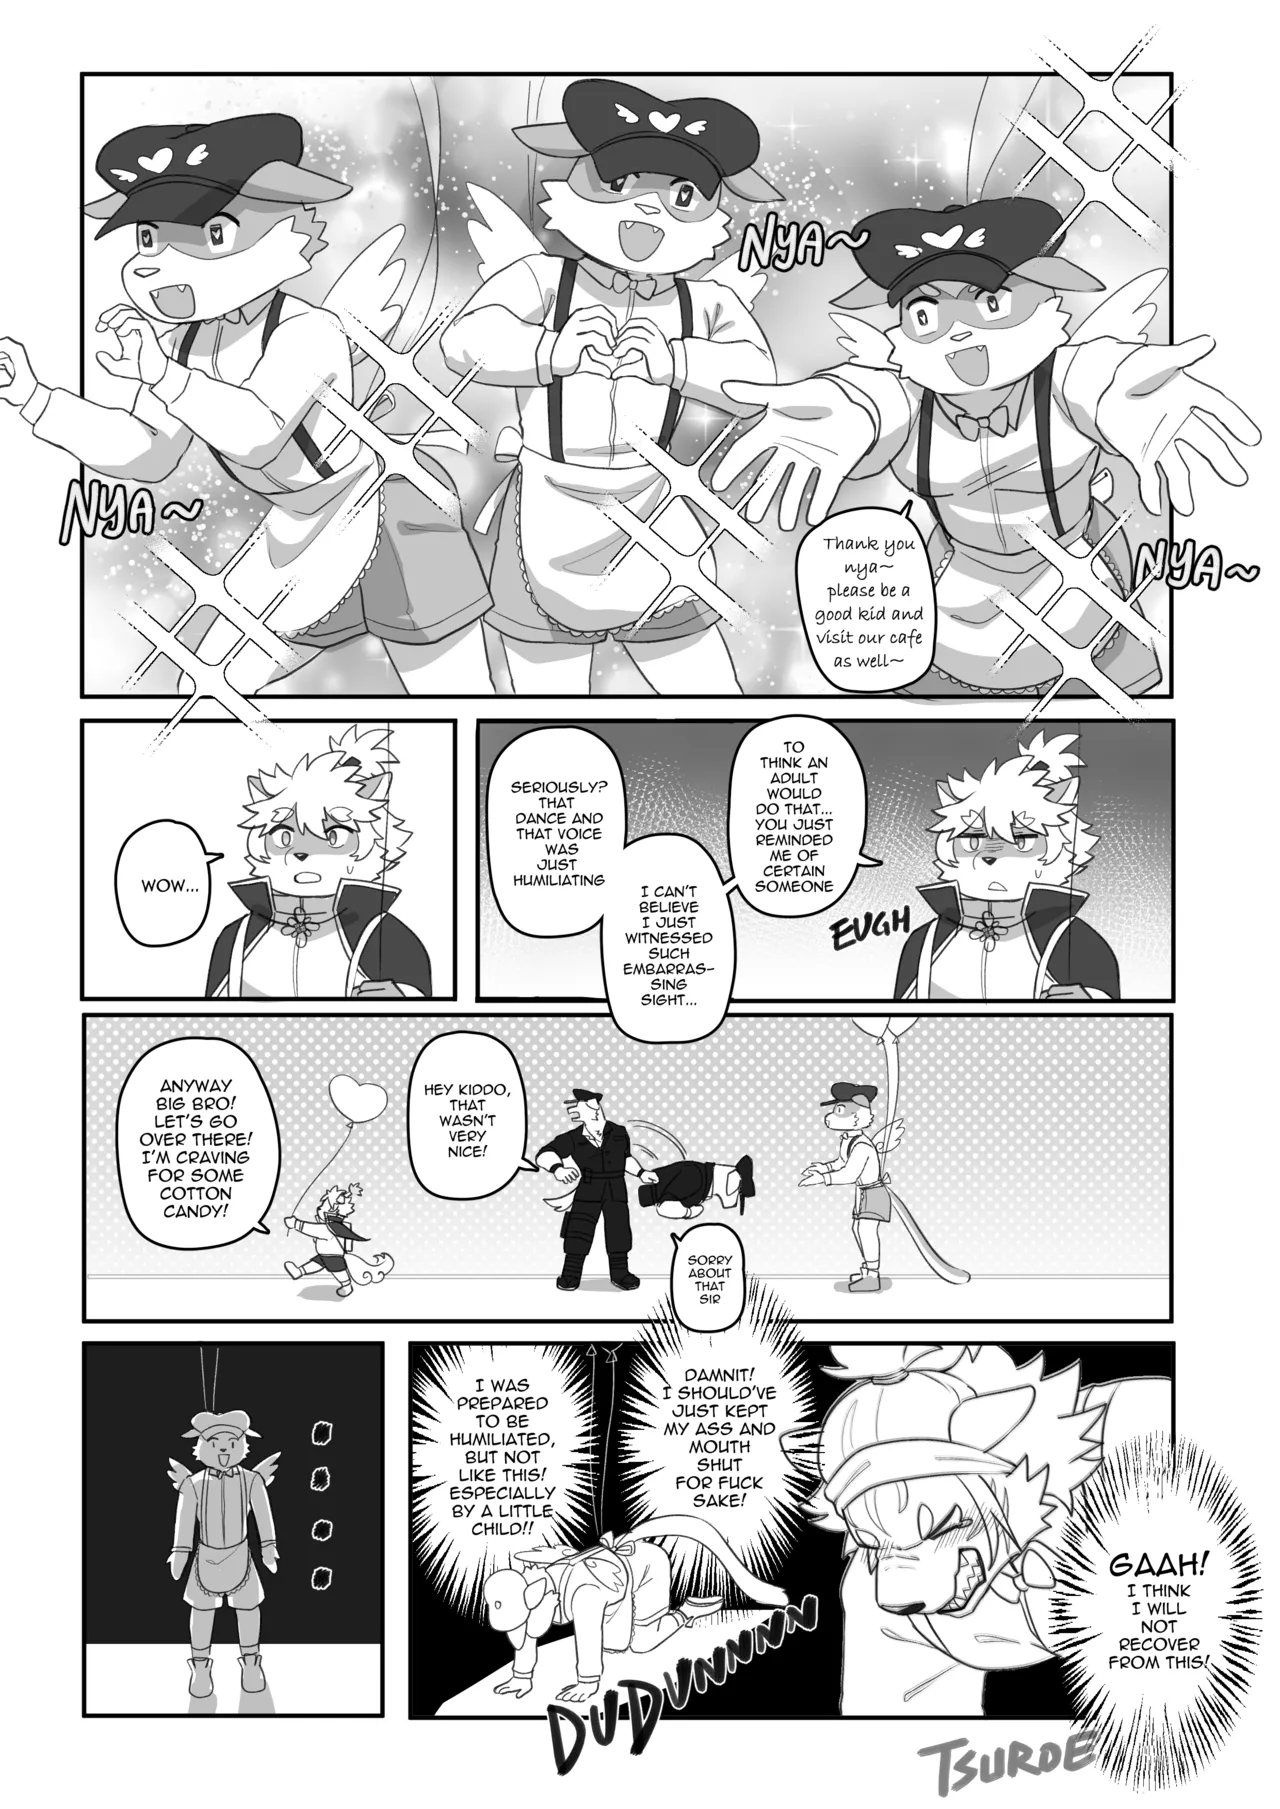 NYA~
NYA~
NYA~
Thank you
nya~
please be a
good kid and
visit our cafe
as well~
WOW...
SERIOUSLY?
THAT
DANCE AND
THAT VOICE
WAS
JUST
HUMILIATING
I CAN'T
BELIEVE
I JUST
WITNESSED
SUCH
EMBARRAS-
SING
SIGHT...
TO
THINK AN
ADULT
WOULD
DO THAT...
YOU JUST
REMINDED
ME OF
CERTAIN
SOMEONE
EUGH
ANYWAY
BIG BRO!
LET'S GO
OVER THERE!
I'M CRAVING
FOR SOME
COTTON
CANDY!
HEY KIDDO,
THAT
WASN'T
VERY
NICE!
SORRY
ABOUT
THAT
SIR
I WAS
PREPARED
TO BE
HUMILIATED,
BUT NOT
LIKE THIS!
ESPECIALLY
BY A LITTLE
CHILD!!
DAMNIT!
I SHOULD'VE
JUST KEPT
MY ASS AND
MOUTH
SHUT
FOR FUCK
SAKE!
GAAH!
I THINK
I WILL
NOT
RECOVER
FROM THIS!
DUDUNNNNN
TSUROE